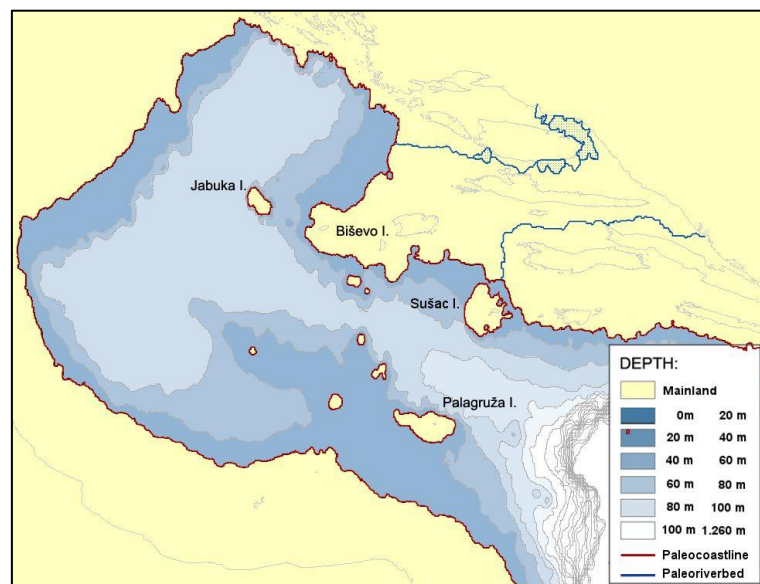 Jabuka I.
Biševo I.
Sušac I.
Palagruža I.
DEPTH:
Mainland
0m 20 m
20 m 40 m
40 m 60 m
60 m 80 m
80 m 100 m
100 m 1.260 m
Paleocoastline
Paleoriverbed